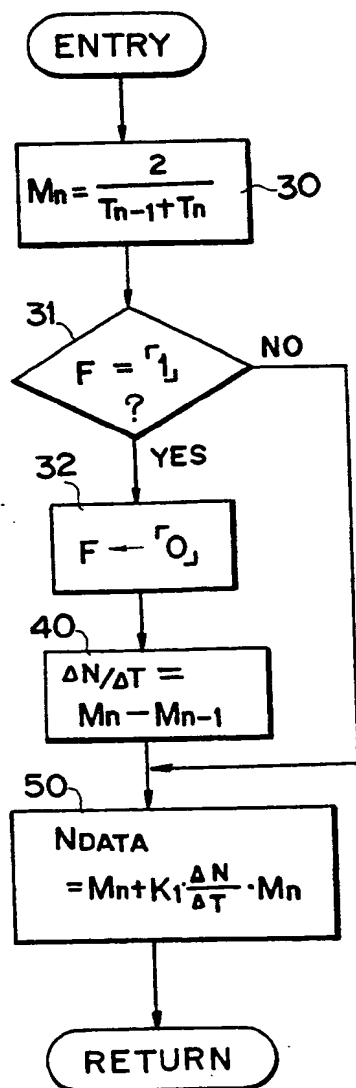 ENTRY
Mn = 2 / (Tn-1 + Tn)
30
31
F = 「1」
?
NO
YES
32
F ← 「0」
40
ΔN/ΔT =
Mn − Mn-1
50
NDATA
= Mn + K1 · ΔN/ΔT · Mn
RETURN